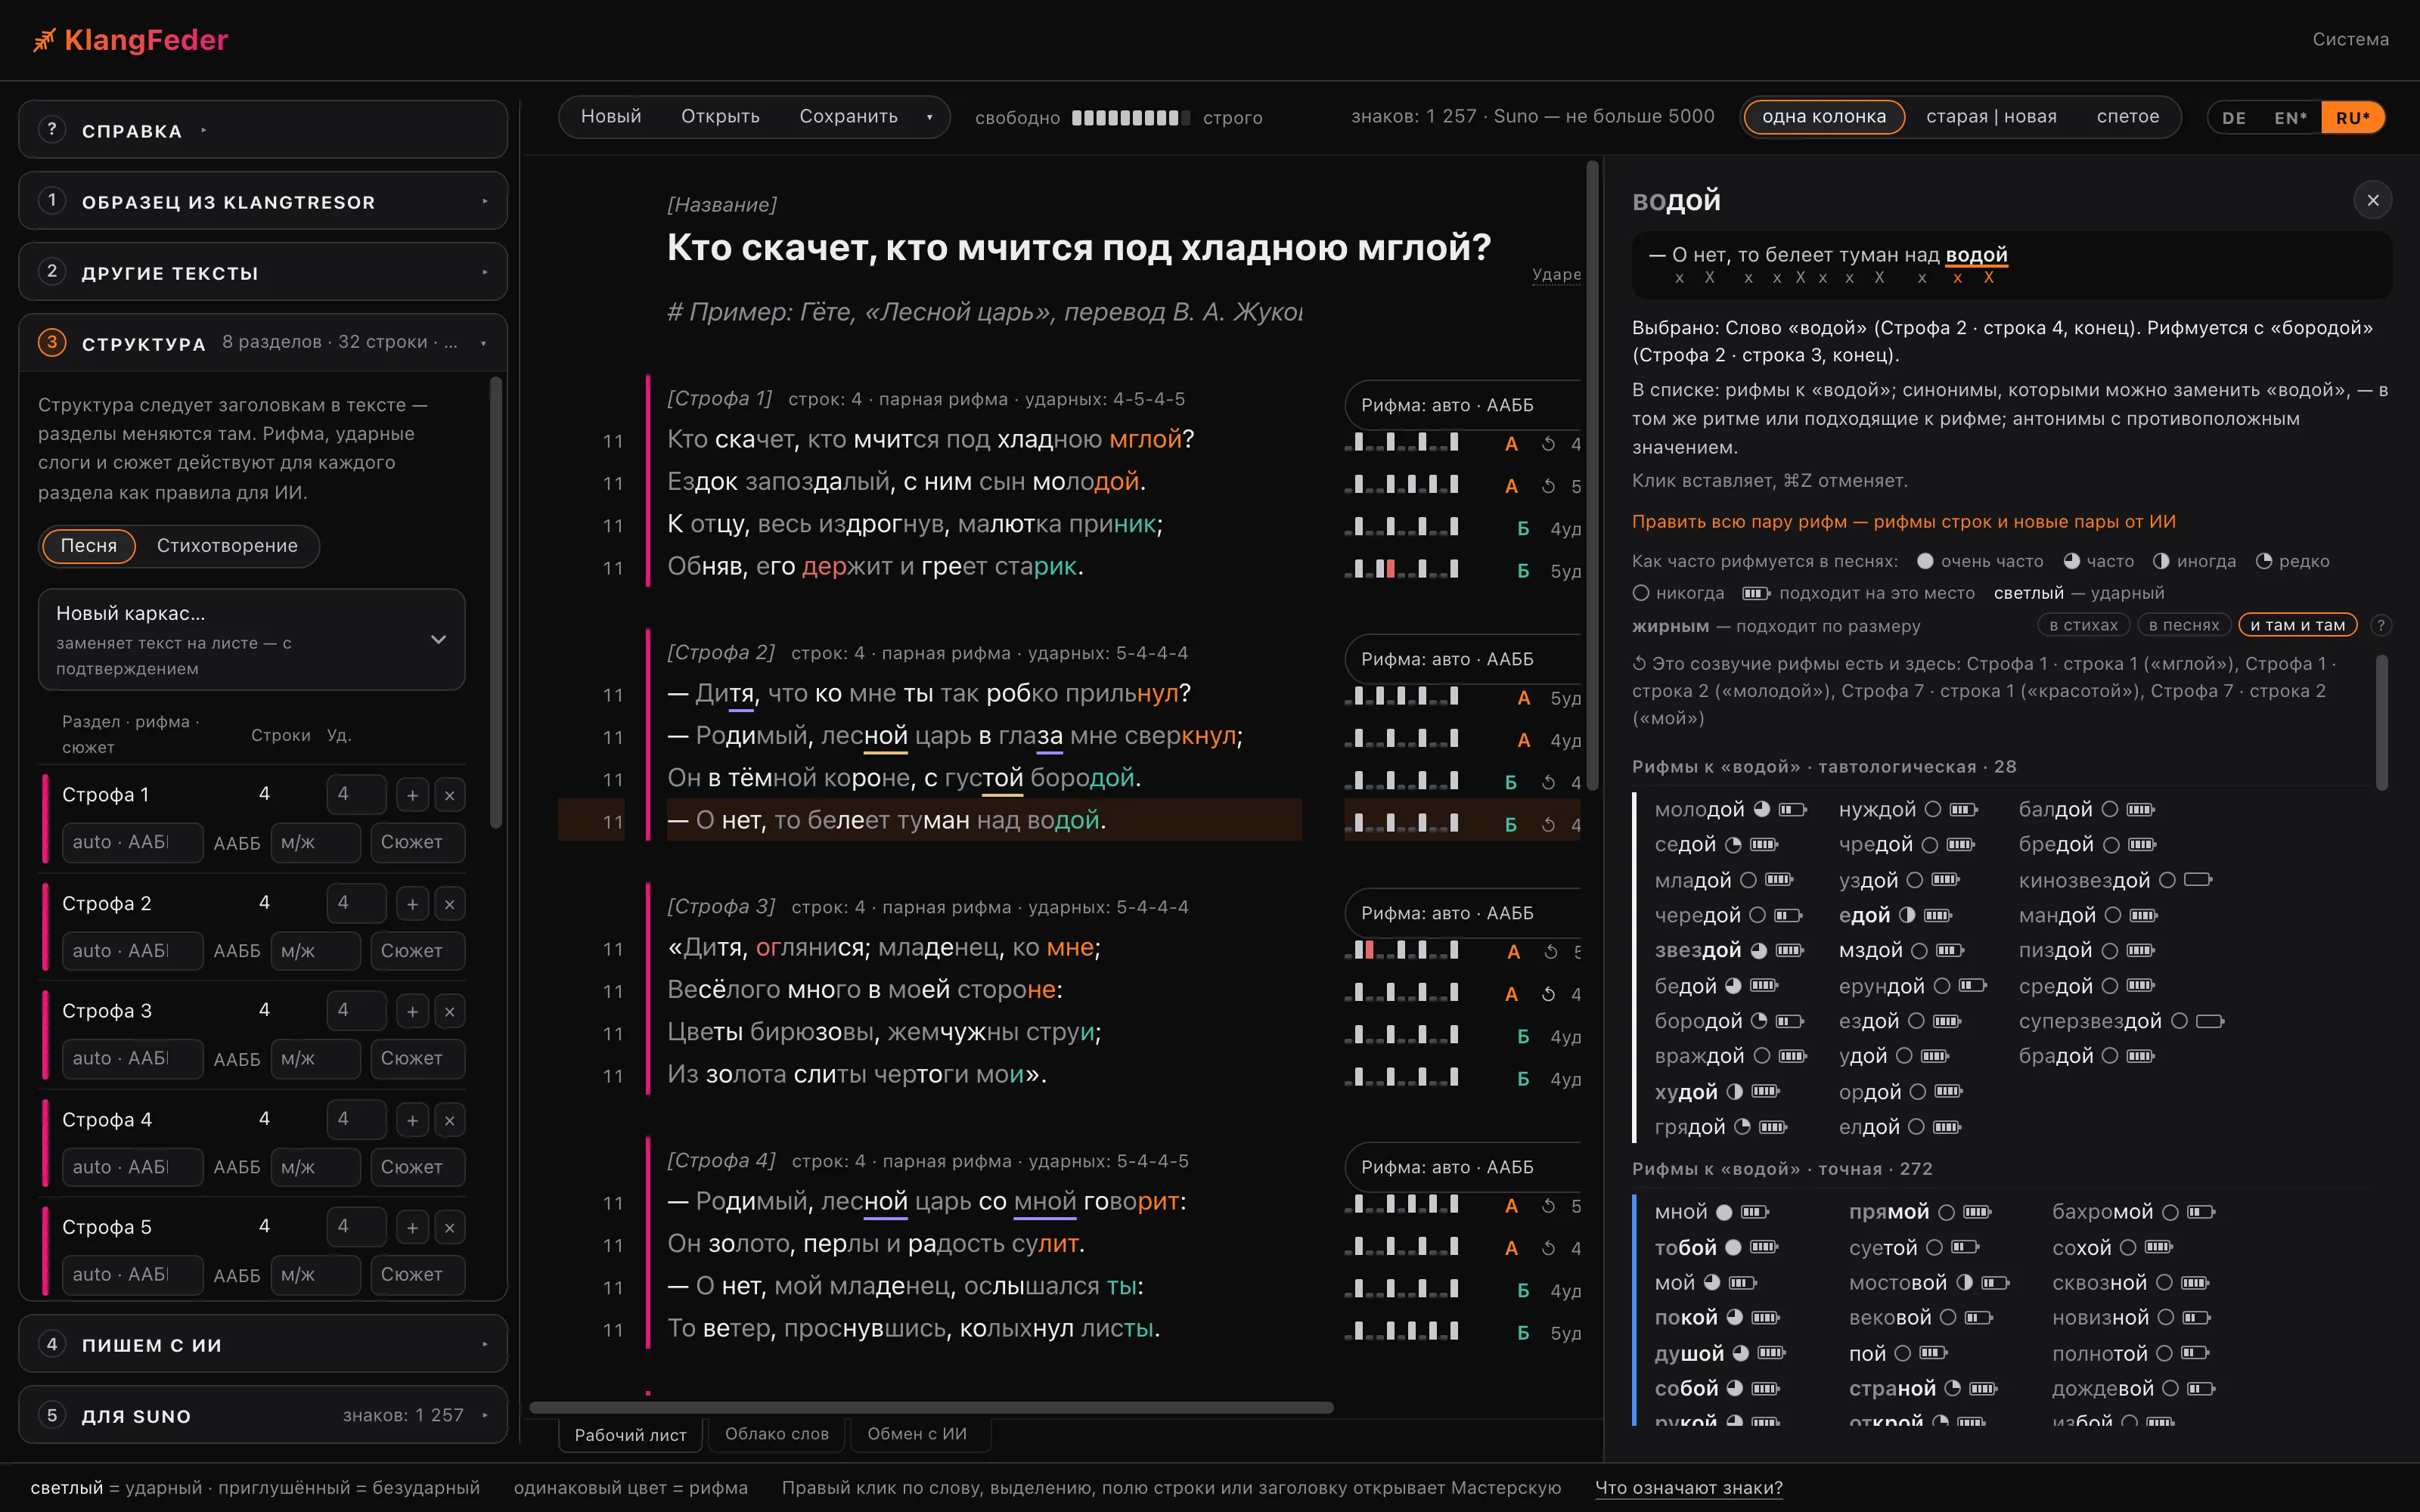 KlangFeder
Система
? СПРАВКА
1 ОБРАЗЕЦ ИЗ KLANGTRESOR
2 ДРУГИЕ ТЕКСТЫ
3 СТРУКТУРА 8 разделов · 32 строки · ...
Структура следует заголовкам в тексте —
разделы меняются там. Рифма, ударные
слоги и сюжет действуют для каждого
раздела как правила для ИИ.
Песня Стихотворение
Новый каркас...
заменяет текст на листе — с
подтверждением
Раздел · рифма ·
сюжет Строки Уд.
Строфа 1 4 4 + ×
auto · ААБ ААББ м/ж Сюжет
Строфа 2 4 4 + ×
auto · ААБ ААББ м/ж Сюжет
Строфа 3 4 4 + ×
auto · ААБ ААББ м/ж Сюжет
Строфа 4 4 4 + ×
auto · ААБ ААББ м/ж Сюжет
Строфа 5 4 4 + ×
auto · ААБ ААББ м/ж Сюжет
4 ПИШЕМ С ИИ
5 ДЛЯ SUNO знаков: 1 257
Новый Открыть Сохранить
свободно строго
знаков: 1 257 · Suno — не больше 5000
одна колонка старая | новая спетое
DE EN* RU*
[Название]
Кто скачет, кто мчится под хладною мглой?
Ударе
# Пример: Гёте, «Лесной царь», перевод В. А. Жуко
[Строфа 1] строк: 4 · парная рифма · ударных: 4-5-4-5
Рифма: авто · ААББ
11 Кто скачет, кто мчится под хладною мглой? А 4
11 Ездок запоздалый, с ним сын молодой. А 5
11 К отцу, весь издрогнув, малютка приник; Б 4уд
11 Обняв, его держит и греет старик. Б 5уд
[Строфа 2] строк: 4 · парная рифма · ударных: 5-4-4-4
Рифма: авто · ААББ
11 — Дитя, что ко мне ты так робко прильнул? А 5уд
11 — Родимый, лесной царь в глаза мне сверкнул; А 4уд
11 Он в тёмной короне, с густой бородой. Б 4
11 — О нет, то белеет туман над водой. Б 4
[Строфа 3] строк: 4 · парная рифма · ударных: 5-4-4-4
Рифма: авто · ААББ
11 «Дитя, оглянися; младенец, ко мне; А 5
11 Весёлого много в моей стороне: А 4
11 Цветы бирюзовы, жемчужны струи; Б 4уд
11 Из золота слиты чертоги мои». Б 4уд
[Строфа 4] строк: 4 · парная рифма · ударных: 5-4-4-5
Рифма: авто · ААББ
11 — Родимый, лесной царь со мной говорит: А 5
11 Он золото, перлы и радость сулит. А 4
11 — О нет, мой младенец, ослышался ты: Б 4уд
11 То ветер, проснувшись, колыхнул листы. Б 5уд
Рабочий лист Облако слов Обмен с ИИ
водой ×
— О нет, то белеет туман над водой
x X x x X x x X x x X
Выбрано: Слово «водой» (Строфа 2 · строка 4, конец). Рифмуется с «бородой»
(Строфа 2 · строка 3, конец).
В списке: рифмы к «водой»; синонимы, которыми можно заменить «водой», — в
том же ритме или подходящие к рифме; антонимы с противоположным
значением.
Клик вставляет, ⌘Z отменяет.
Править всю пару рифм — рифмы строк и новые пары от ИИ
Как часто рифмуется в песнях: очень часто часто иногда редко
никогда подходит на это место светлый — ударный
жирным — подходит по размеру в стихах в песнях и там и там ?
Это созвучие рифмы есть и здесь: Строфа 1 · строка 1 («мглой»), Строфа 1 ·
строка 2 («молодой»), Строфа 7 · строка 1 («красотой»), Строфа 7 · строка 2
(«мой»)
Рифмы к «водой» · тавтологическая · 28
молодой нуждой балдой
седой чредой бредой
младой уздой кинозвездой
чередой едой мандой
звездой мздой пиздой
бедой ерундой средой
бородой ездой суперзвездой
враждой удой брадой
худой ордой
грядой елдой
Рифмы к «водой» · точная · 272
мной прямой бахромой
тобой суетой сохой
мой мостовой сквозной
покой вековой новизной
душой пой полнотой
собой страной дождевой
рукой открой избой
светлый = ударный · приглушённый = безударный одинаковый цвет = рифма Правый клик по слову, выделению, полю строки или заголовку открывает Мастерскую Что означают знаки?